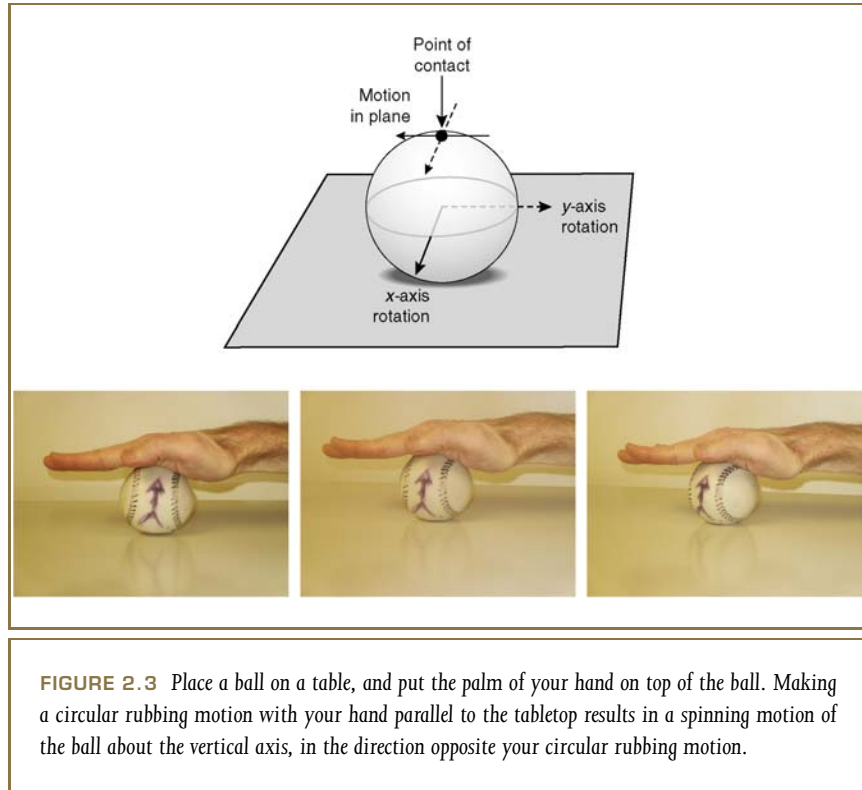 Point of
contact
Motion
in plane
y-axis
rotation
x-axis
rotation
FIGURE 2.3 Place a ball on a table, and put the palm of your hand on top of the ball. Making
a circular rubbing motion with your hand parallel to the tabletop results in a spinning motion of
the ball about the vertical axis, in the direction opposite your circular rubbing motion.